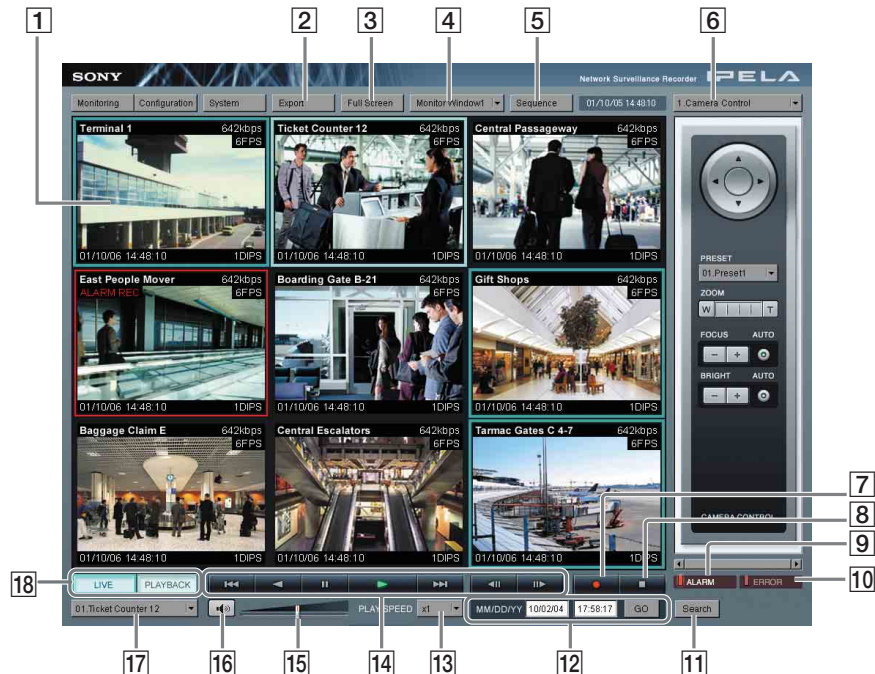 1 2 3 4 5 6
SONY Network Surveillance Recorder IPELA
Monitoring Configuration System Export Full Screen Monitor Window1 Sequence 01/10/05 14:48:10 1.Camera Control
Terminal 1 642kbps 6FPS
01/10/06 14:48:10 1DIPS
Ticket Counter 12 642kbps 6FPS
Central Passageway 642kbps 6FPS
01/10/06 14:48:10 1DIPS
East People Mover 642kbps 6FPS
ALARM REC
01/10/06 14:48:10 1DIPS
Boarding Gate B-21 642kbps 6FPS
01/10/06 14:48:10 1DIPS
Gift Shops 642kbps 6FPS
01/10/06 14:48:10 1DIPS
Baggage Claim E 642kbps 6FPS
01/10/06 14:48:10 1DIPS
Central Escalators 642kbps 6FPS
01/10/06 14:48:10 1DIPS
Tarmac Gates C 4-7 642kbps 6FPS
01/10/06 14:48:10 1DIPS
PRESET
01.Preset1
ZOOM
W T
FOCUS AUTO
- +
BRIGHT AUTO
- +
CAMERA CONTROL
7
8
9
10
ALARM ERROR
18
LIVE PLAYBACK
1.Ticket Counter 12 PLAY SPEED x1 MM/DD/YY 10/02/04 17:58:17 GO Search
17 16 15 14 13 12 11